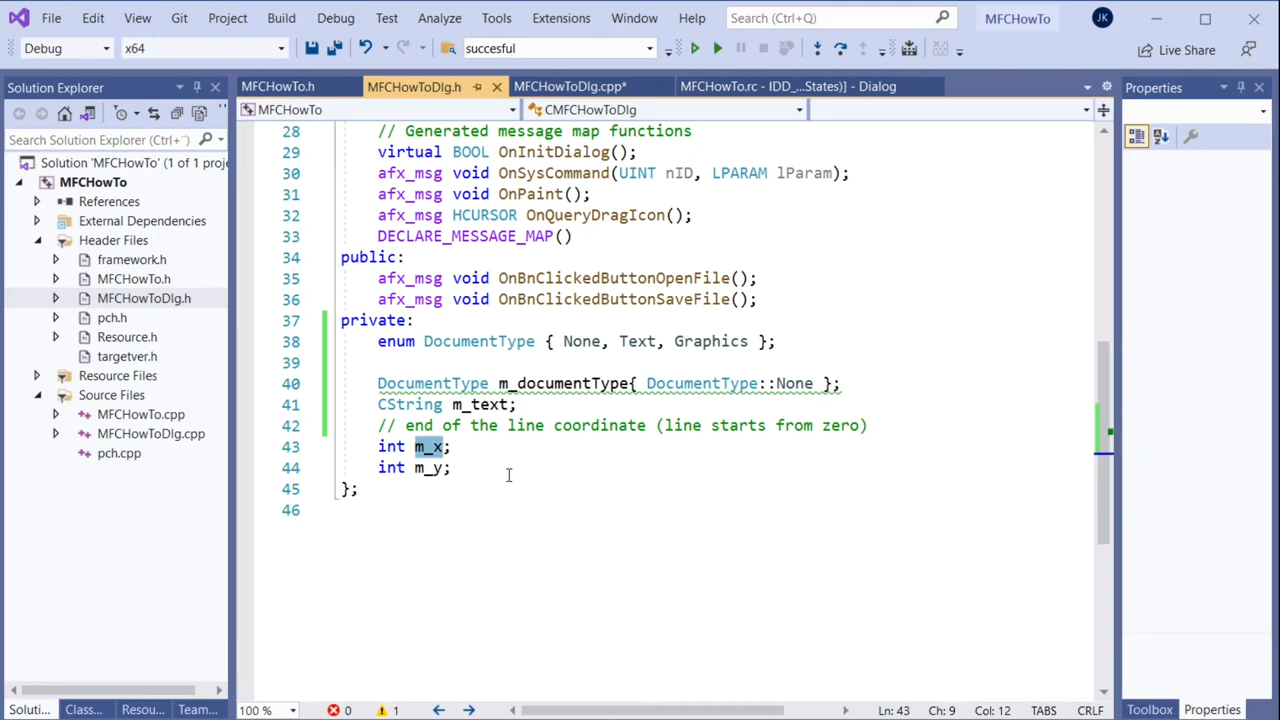 File Edit View Git Project Build Debug Test Analyze Tools Extensions Window Help Search (Ctrl+Q) MFCHowTo JK
Debug x64 succesful Live Share
Solution Explorer
Search Solution Explorer (Ctrl+
Solution 'MFCHowTo' (1 of 1 proje
MFCHowTo
References
External Dependencies
Header Files
framework.h
MFCHowTo.h
MFCHowToDlg.h
pch.h
Resource.h
targetver.h
Resource Files
Source Files
MFCHowTo.cpp
MFCHowToDlg.cpp
pch.cpp
Soluti... Class... Resou... Team...
MFCHowTo.h MFCHowToDlg.h MFCHowToDlg.cpp* MFCHowTo.rc - IDD_...States)] - Dialog
MFCHowTo CMFCHowToDlg
28 // Generated message map functions
29 virtual BOOL OnInitDialog();
30 afx_msg void OnSysCommand(UINT nID, LPARAM lParam);
31 afx_msg void OnPaint();
32 afx_msg HCURSOR OnQueryDragIcon();
33 DECLARE_MESSAGE_MAP()
34 public:
35 afx_msg void OnBnClickedButtonOpenFile();
36 afx_msg void OnBnClickedButtonSaveFile();
37 private:
38 enum DocumentType { None, Text, Graphics };
39
40 DocumentType m_documentType{ DocumentType::None };
41 CString m_text;
42 // end of the line coordinate (line starts from zero)
43 int m_x;
44 int m_y;
45 };
46
100 % 0 1 Ln: 43 Ch: 9 Col: 12 TABS CRLF
Properties
Toolbox Properties